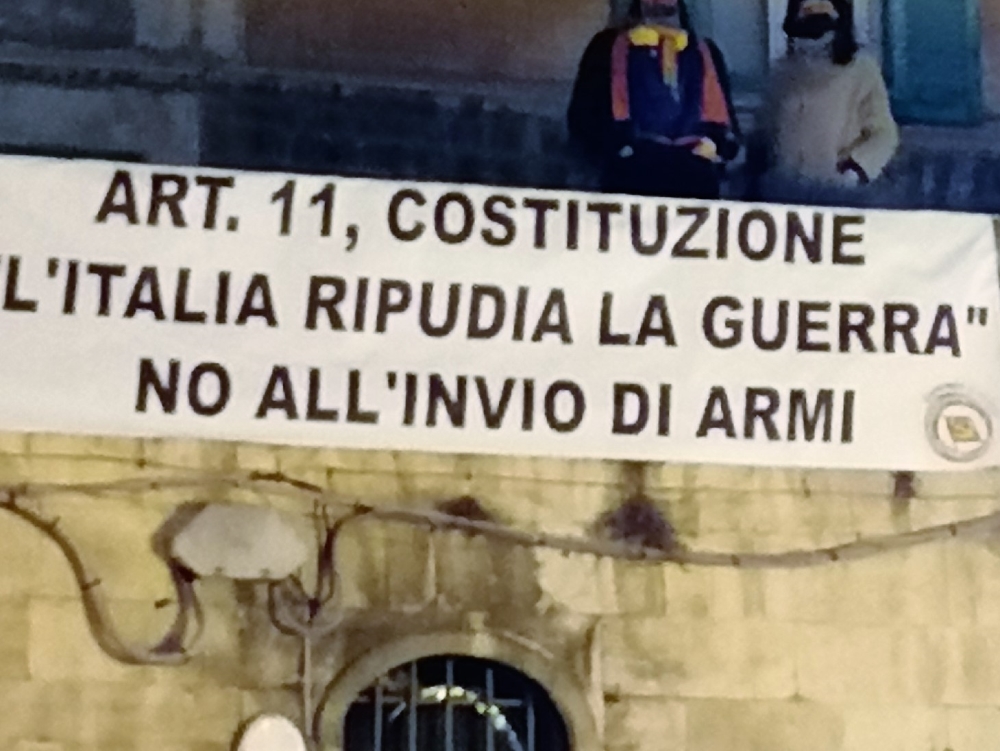 ART. 11, COSTITUZIONE
"L'ITALIA RIPUDIA LA GUERRA"
NO ALL'INVIO DI ARMI